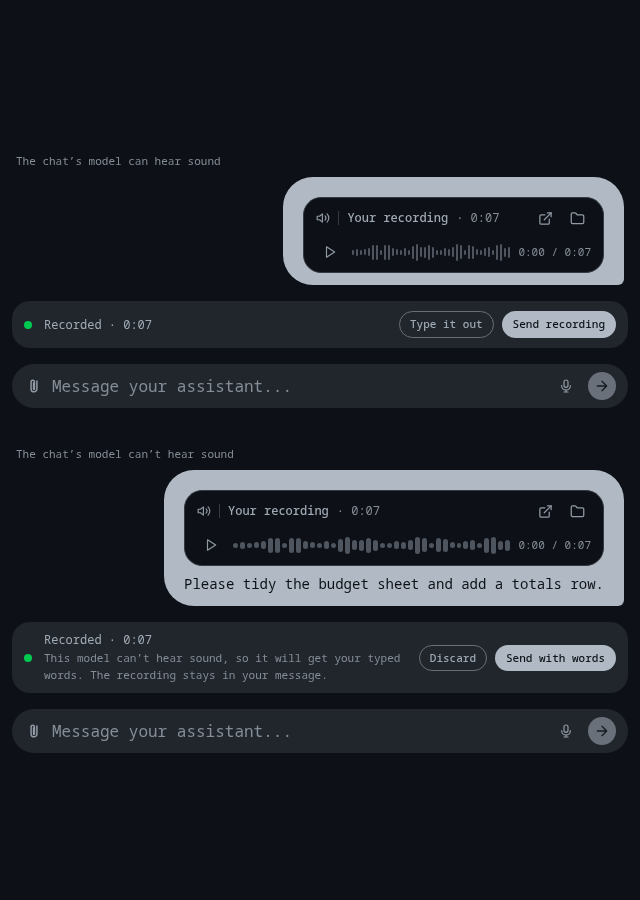 The chat’s model can hear sound
Your recording · 0:07
0:00 / 0:07
Recorded · 0:07
Type it out
Send recording
Message your assistant...
The chat’s model can’t hear sound
Your recording · 0:07
0:00 / 0:07
Please tidy the budget sheet and add a totals row.
Recorded · 0:07
This model can’t hear sound, so it will get your typed
words. The recording stays in your message.
Discard
Send with words
Message your assistant...